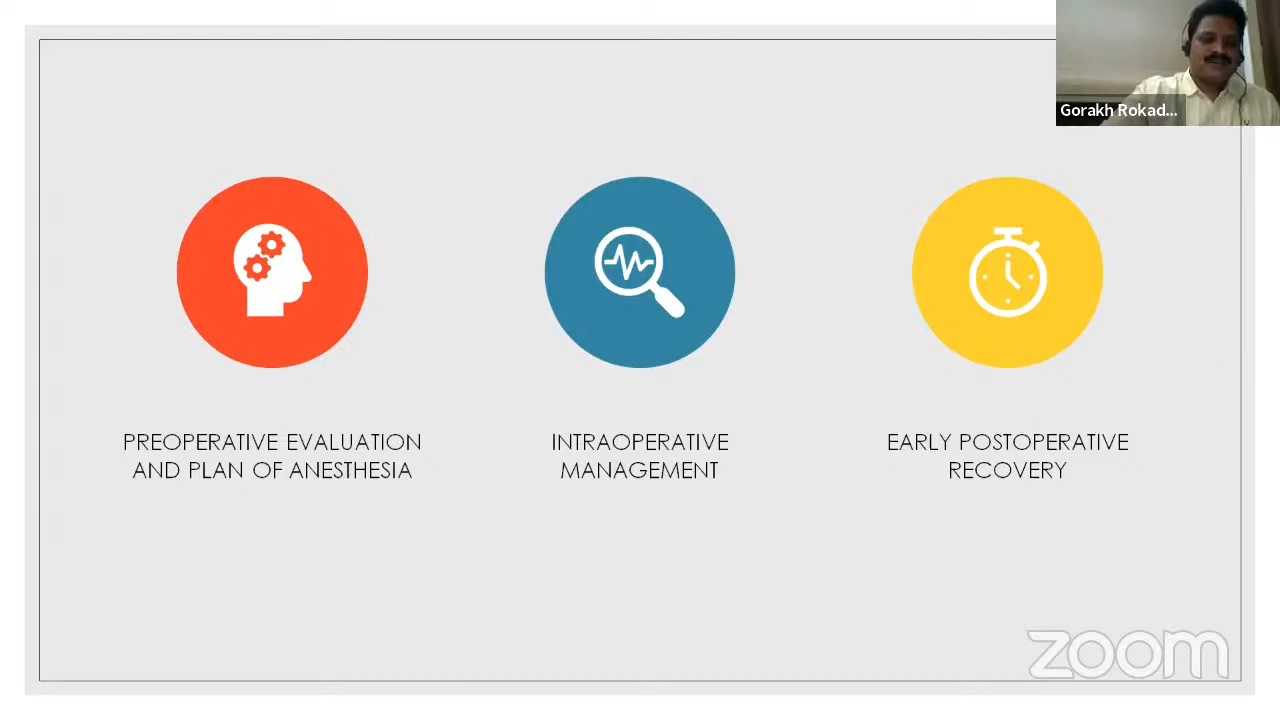 Gorakh Rokad...
PREOPERATIVE EVALUATION
AND PLAN OF ANESTHESIA
INTRAOPERATIVE
MANAGEMENT
EARLY POSTOPERATIVE
RECOVERY
zoom